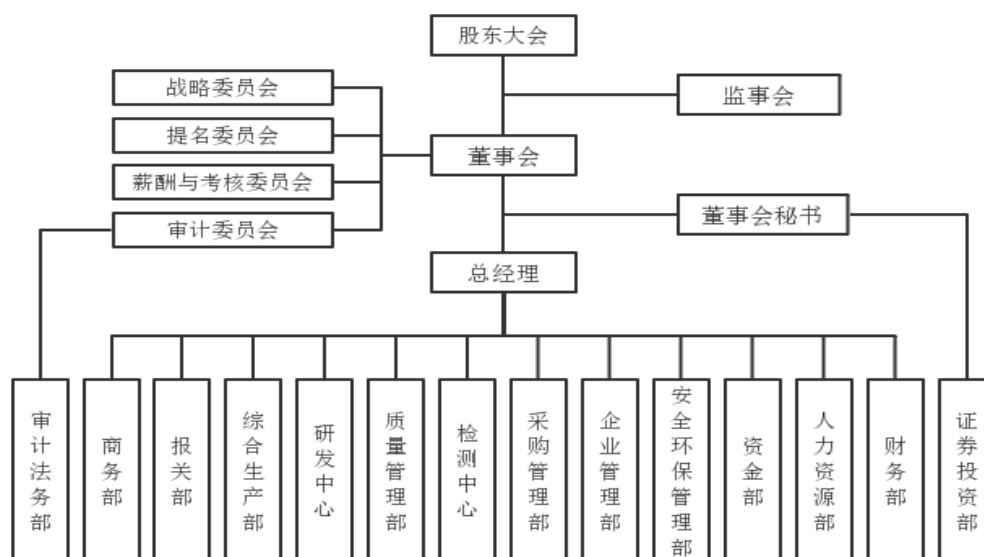 股东大会
战略委员会
监事会
提名委员会
董事会
薪酬与考核委员会
审计委员会
董事会秘书
总经理
审计法务部
商务部
报关部
综合生产部
研发中心
质量管理部
检测中心
采购管理部
企业管理部
安全环保管理部
资金部
人力资源部
财务部
证券投资部